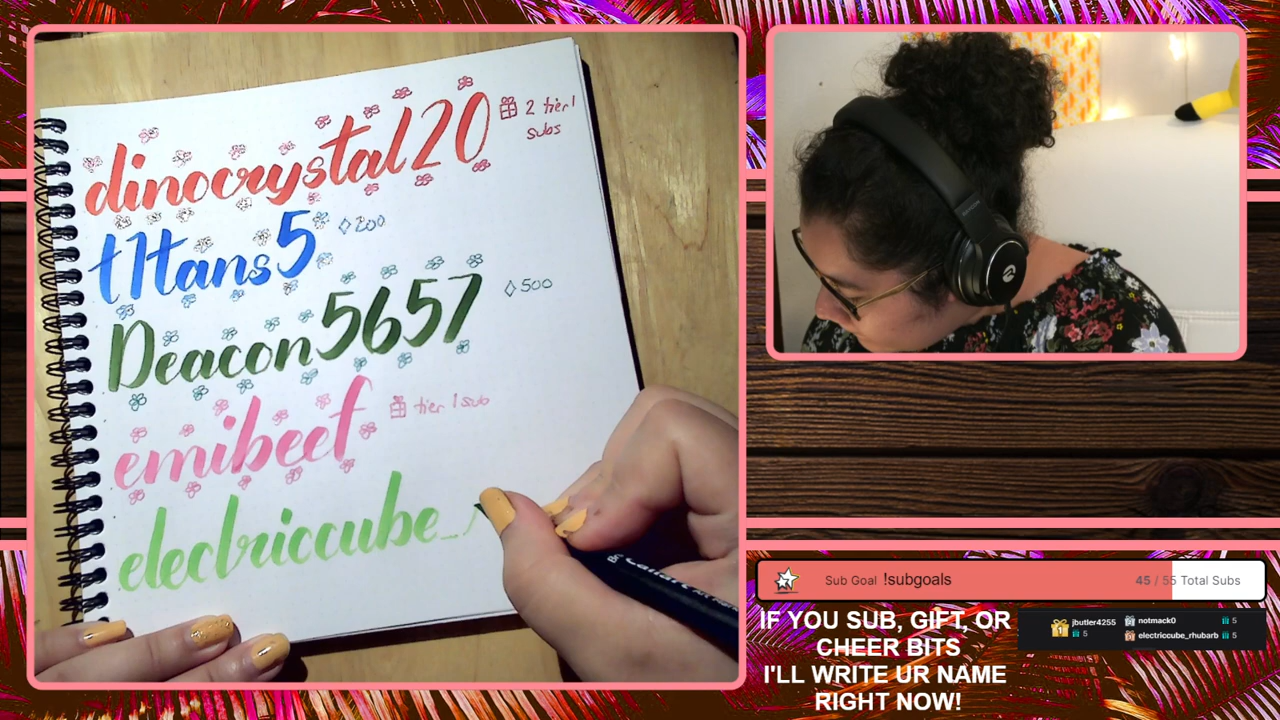 dinocrystal20 2 tier 1
subs
t1tans5 200
Deacon5657 500
emibeef tier 1 sub
electriccube_
Sub Goal !subgoals 45 / 55 Total Subs
IF YOU SUB, GIFT, OR
CHEER BITS
I'LL WRITE UR NAME
RIGHT NOW!
1 jbutler4255 5
notmack0 5
electriccube_rhubarb 5